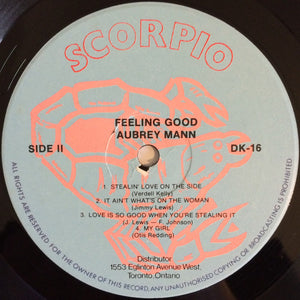 SCORPIO
FEELING GOOD
AUBREY MANN
SIDE II
DK-16
1. STEALIN' LOVE ON THE SIDE
(Verdell Kelly)
2. IT AIN'T WHAT'S ON THE WOMAN
(Jimmy Lewis)
3. LOVE IS SO GOOD WHEN YOU'RE STEALING IT
(J. Lewis — F. Johnson)
4. MY GIRL
(Otis Redding)
Distributor
1553 Eglinton Avenue West,
Toronto Ontario
ALL RIGHTS ARE RESERVED FOR THE OWNER OF THIS RECORD, ANY UNAUTHORISED COPYING OR BROADCASTING IS PROHIBITED